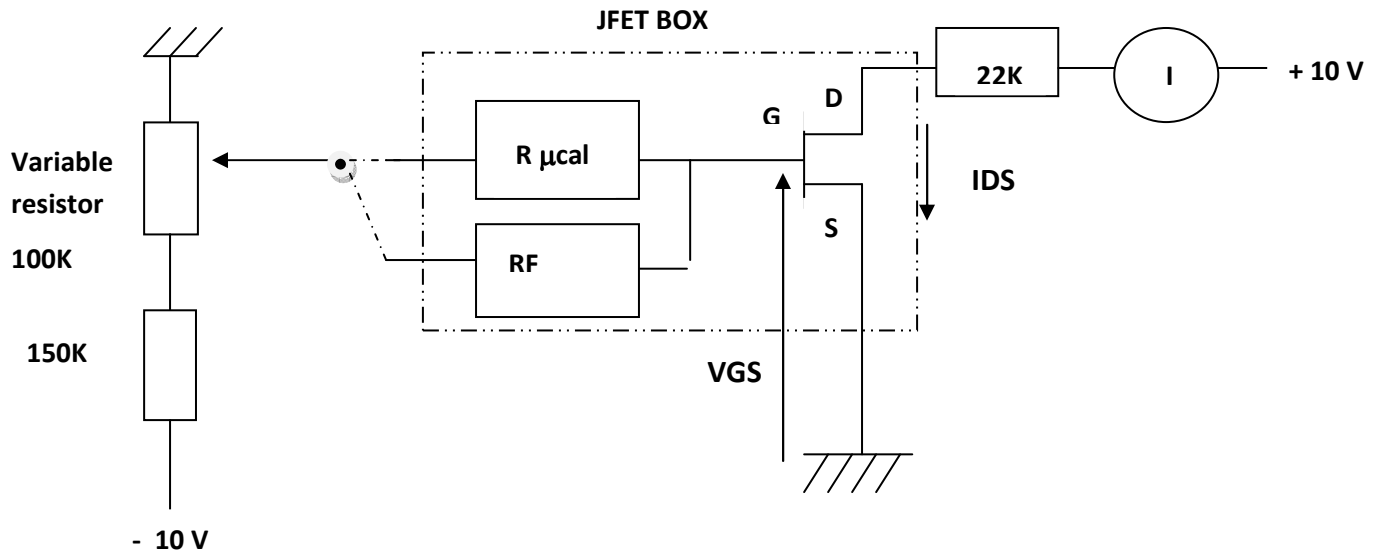 JFET BOX
22K
I
+ 10 V
D
G
Variable
resistor
R μcal
IDS
S
100K
RF
150K
VGS
- 10 V